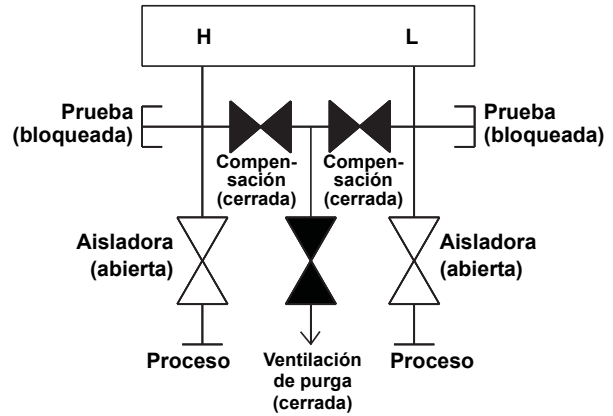 H
L
Prueba
(bloqueada)
Prueba
(bloqueada)
Compen-
sación
(cerrada)
Compen-
sación
(cerrada)
Aisladora
(abierta)
Aisladora
(abierta)
Proceso
Ventilación
de purga
(cerrada)
Proceso